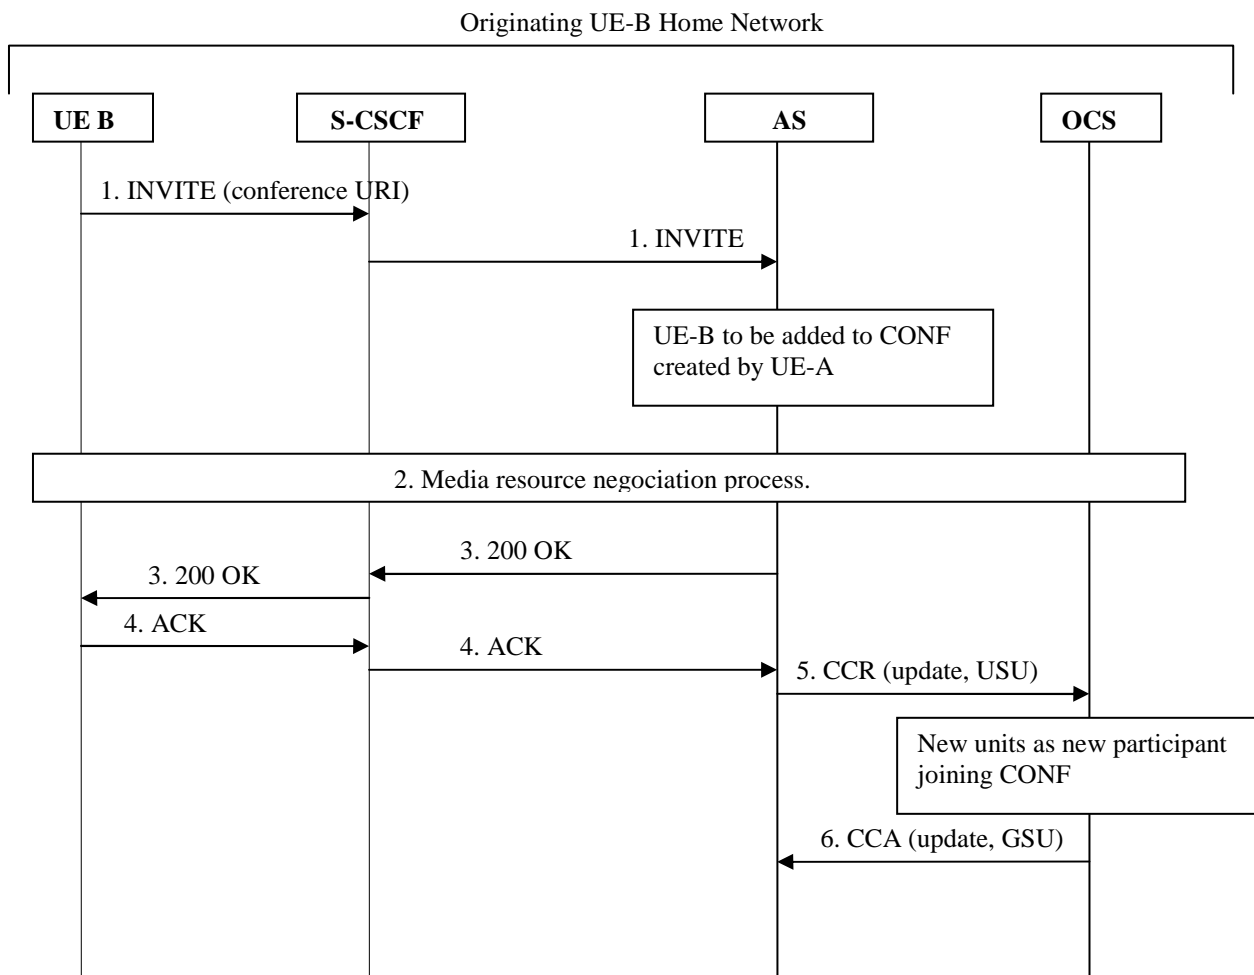 Originating UE-B Home Network
UE B
S-CSCF
AS
OCS
1. INVITE (conference URI)
1. INVITE
UE-B to be added to CONF
created by UE-A
2. Media resource negociation process.
3. 200 OK
3. 200 OK
4. ACK
4. ACK
5. CCR (update, USU)
New units as new participant
joining CONF
6. CCA (update, GSU)